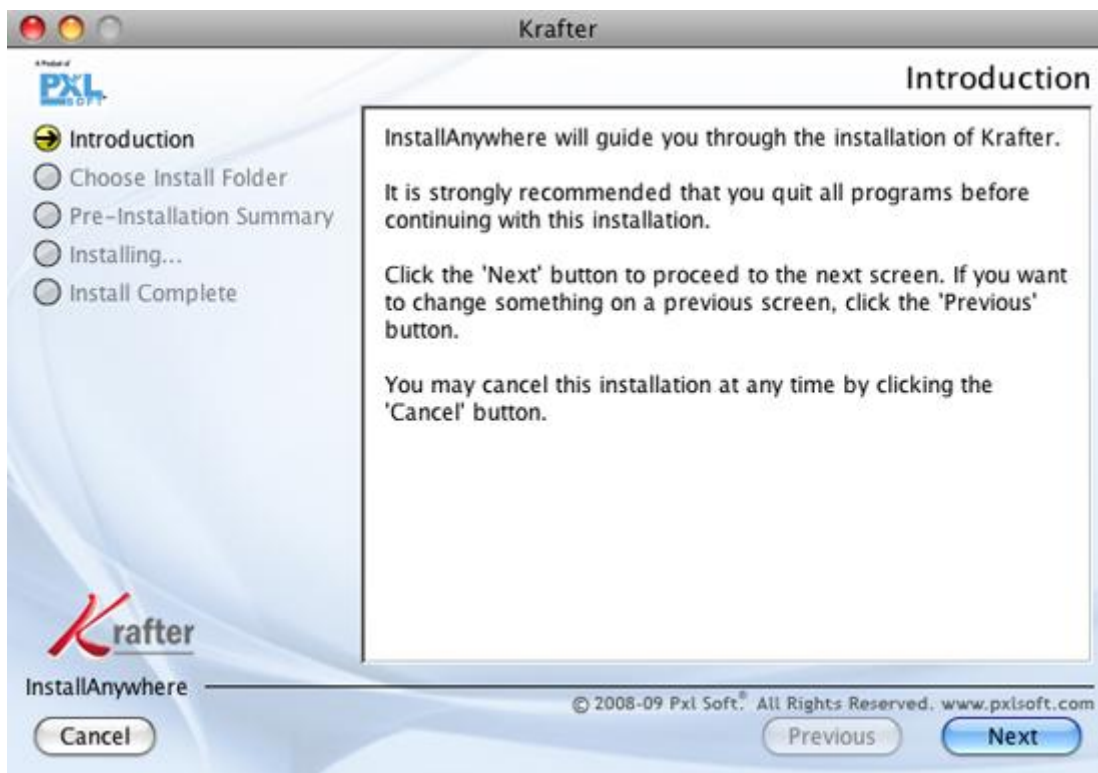 Krafter
A Product of
PXL
SOFT
Introduction
Introduction
Choose Install Folder
Pre-Installation Summary
Installing...
Install Complete
InstallAnywhere will guide you through the installation of Krafter.
It is strongly recommended that you quit all programs before
continuing with this installation.
Click the 'Next' button to proceed to the next screen. If you want
to change something on a previous screen, click the 'Previous'
button.
You may cancel this installation at any time by clicking the
'Cancel' button.
Krafter
InstallAnywhere
© 2008-09 Pxl Soft.® All Rights Reserved. www.pxlsoft.com
Cancel
Previous
Next